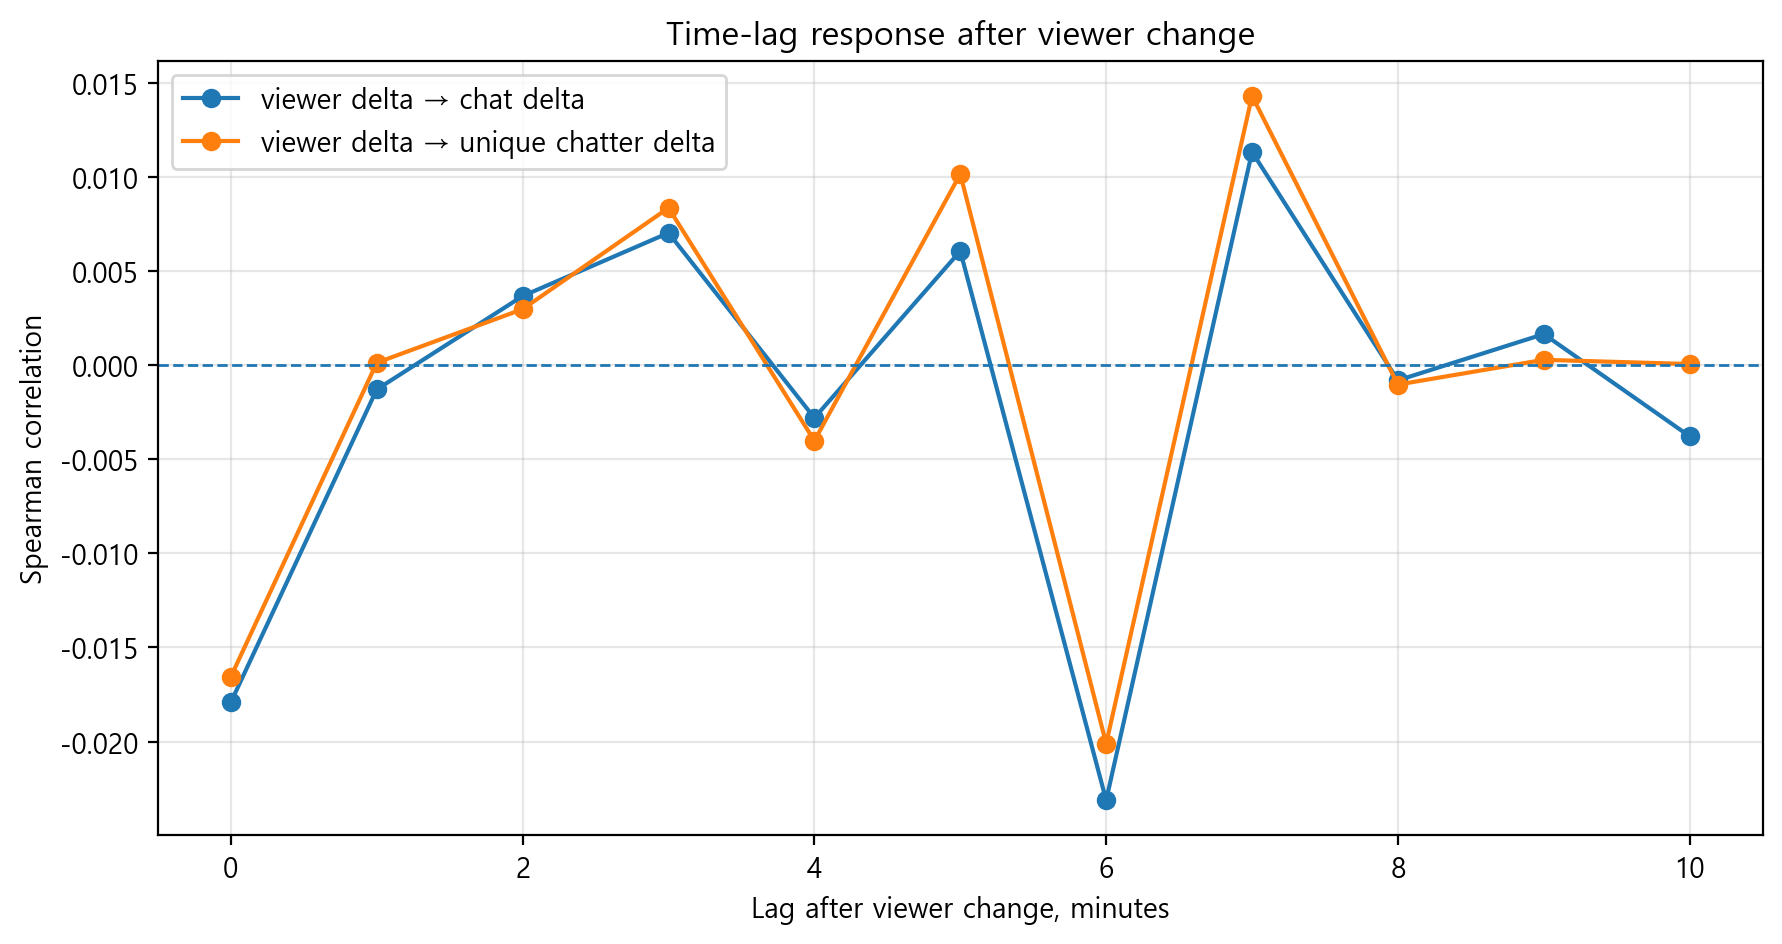 Time-lag response after viewer change
viewer delta → chat delta
viewer delta → unique chatter delta
0.015
0.010
0.005
0.000
-0.005
-0.010
-0.015
-0.020
Spearman correlation
0 2 4 6 8 10
Lag after viewer change, minutes